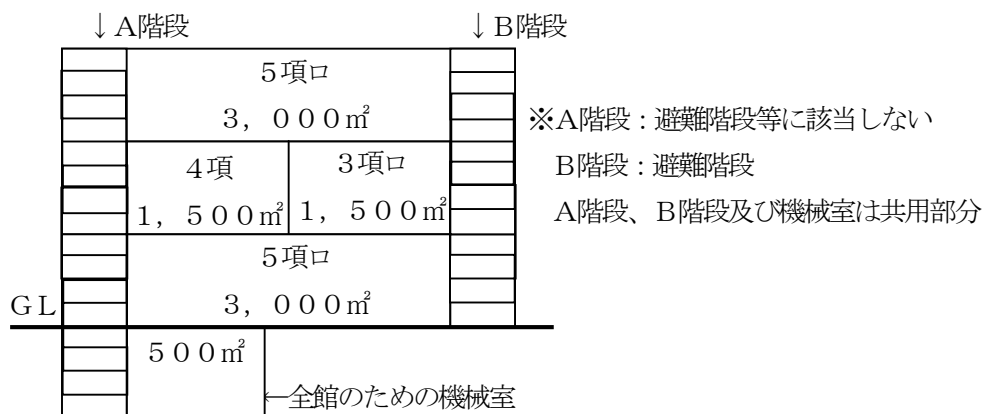 ↓A階段
↓B階段
5項ロ
3,000㎡
※A階段：避難階段等に該当しない
B階段：避難階段
A階段、B階段及び機械室は共用部分
4項
1,500㎡
3項ロ
1,500㎡
5項ロ
3,000㎡
GL
500㎡
←全館のための機械室